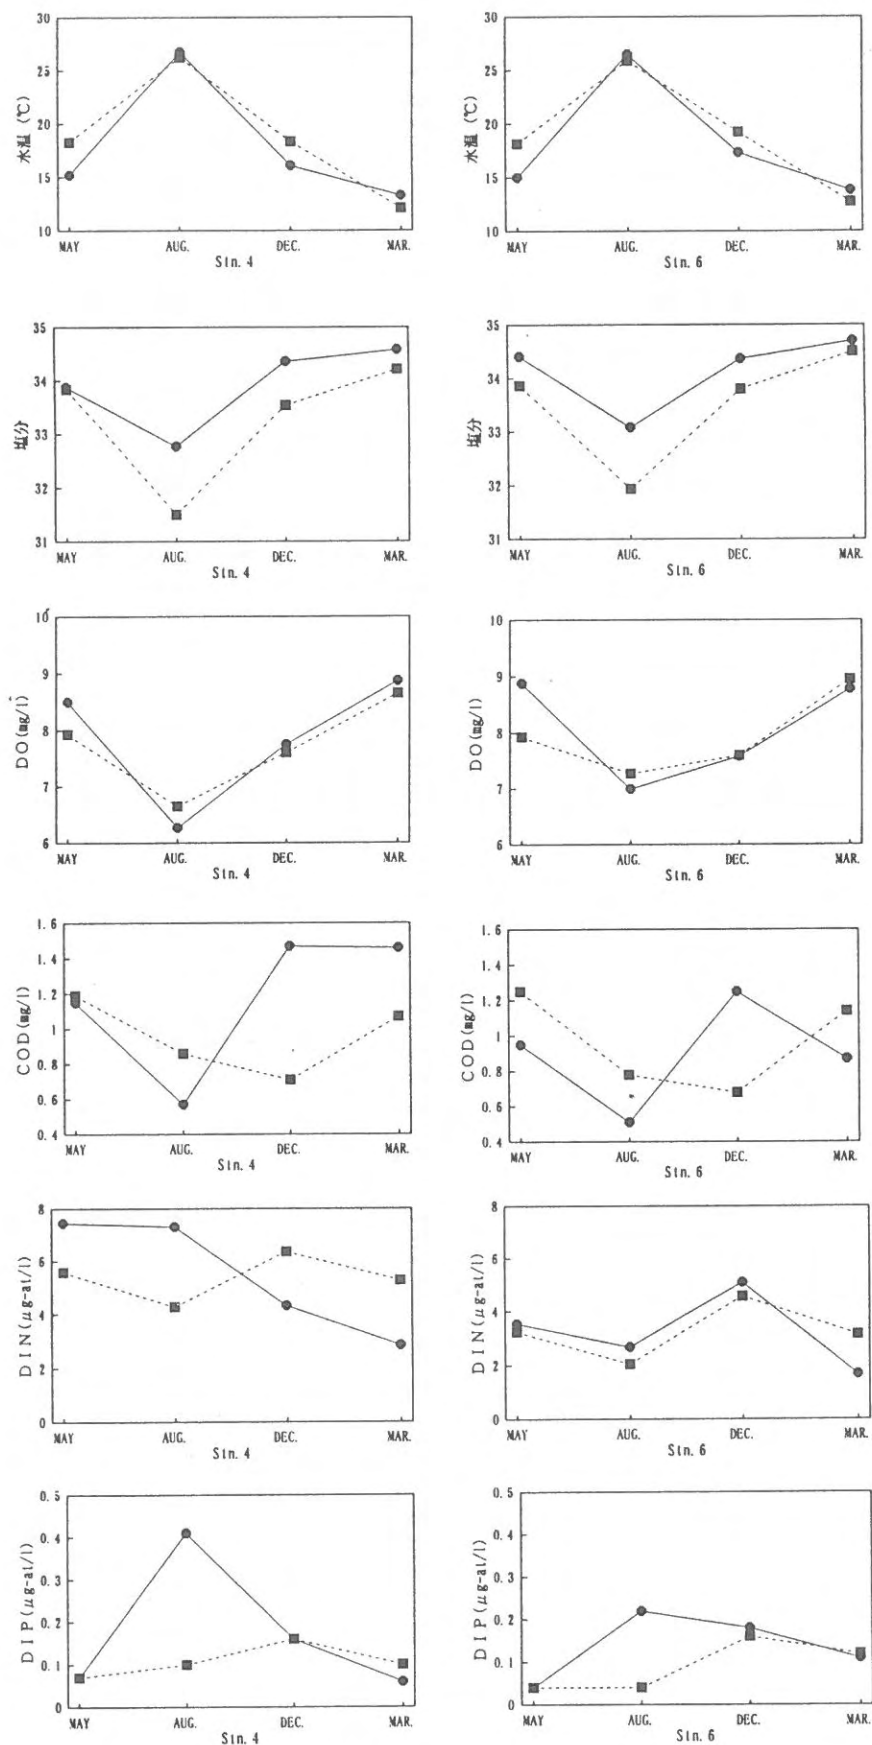 30
25
20
15
10
水温 (℃)
MAY AUG. DEC. MAR.
Stn. 4
30
25
20
15
10
水温 (℃)
MAY AUG. DEC. MAR.
Stn. 6
35
34
33
32
31
塩分
MAY AUG. DEC. MAR.
Stn. 4
35
34
33
32
31
塩分
MAY AUG. DEC. MAR.
Stn. 6
10
9
8
7
6
DO(mg/l)
MAY AUG. DEC. MAR.
Stn. 4
10
9
8
7
6
DO(mg/l)
MAY AUG. DEC. MAR.
Stn. 6
1.6
1.4
1.2
1
0.8
0.6
0.4
COD(mg/l)
MAY AUG. DEC. MAR.
Stn. 4
1.6
1.4
1.2
1
0.8
0.6
0.4
COD(mg/l)
MAY AUG. DEC. MAR.
Stn. 6
8
6
4
2
0
DIN(μg-at/l)
MAY AUG. DEC. MAR.
Stn. 4
8
6
4
2
0
DIN(μg-at/l)
MAY AUG. DEC. MAR.
Stn. 6
0.5
0.4
0.3
0.2
0.1
0
DIP(μg-at/l)
MAY AUG. DEC. MAR.
Stn. 4
0.5
0.4
0.3
0.2
0.1
0
DIP(μg-at/l)
MAY AUG. DEC. MAR.
Stn. 6